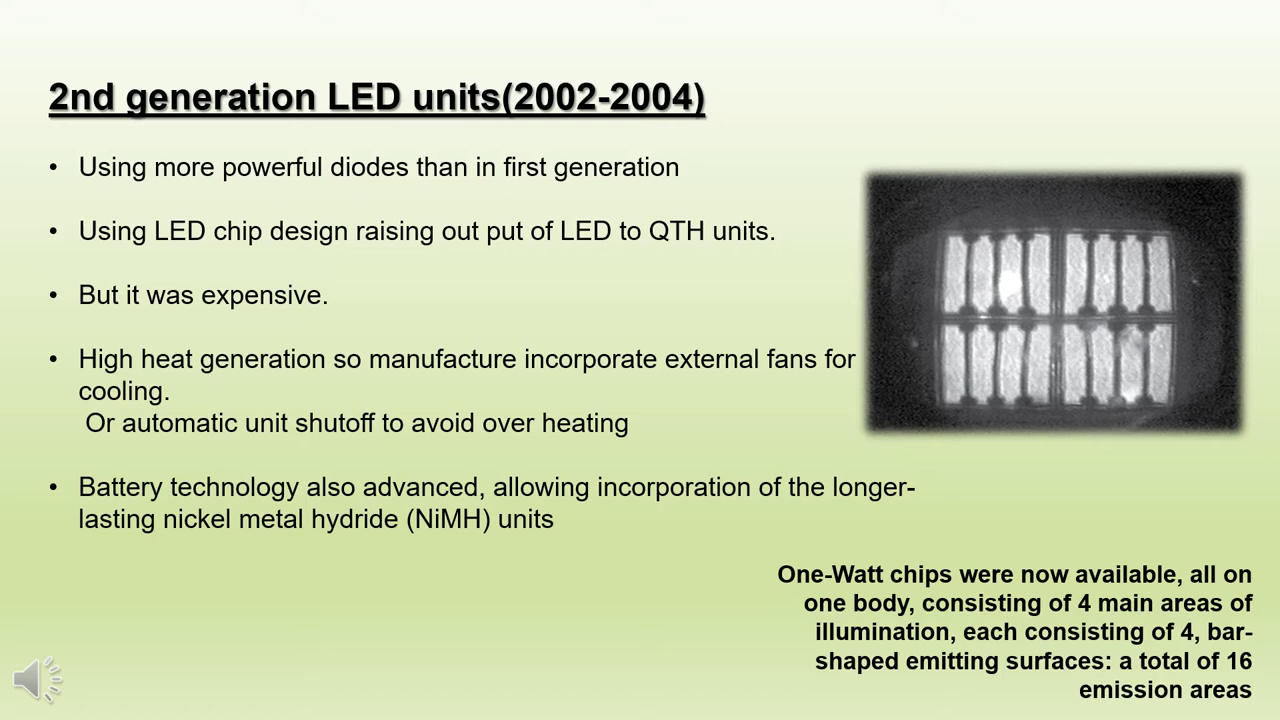 2nd generation LED units(2002-2004)
• Using more powerful diodes than in first generation
• Using LED chip design raising out put of LED to QTH units.
• But it was expensive.
• High heat generation so manufacture incorporate external fans for
cooling.
Or automatic unit shutoff to avoid over heating
• Battery technology also advanced, allowing incorporation of the longer-
lasting nickel metal hydride (NiMH) units
One-Watt chips were now available, all on
one body, consisting of 4 main areas of
illumination, each consisting of 4, bar-
shaped emitting surfaces: a total of 16
emission areas